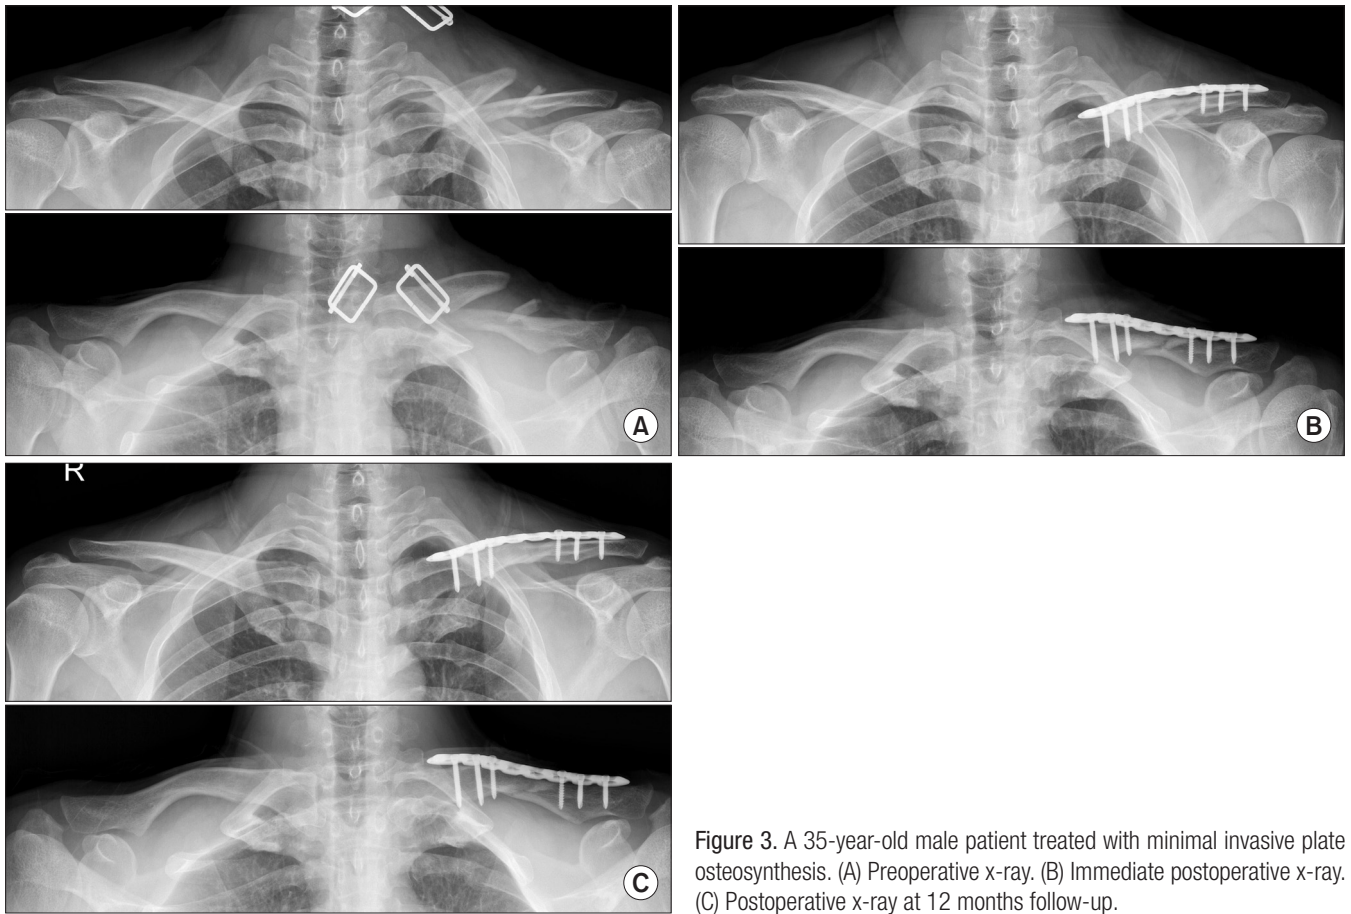 A
B
R
C
Figure 3. A 35-year-old male patient treated with minimal invasive plate
osteosynthesis. (A) Preoperative x-ray. (B) Immediate postoperative x-ray.
(C) Postoperative x-ray at 12 months follow-up.